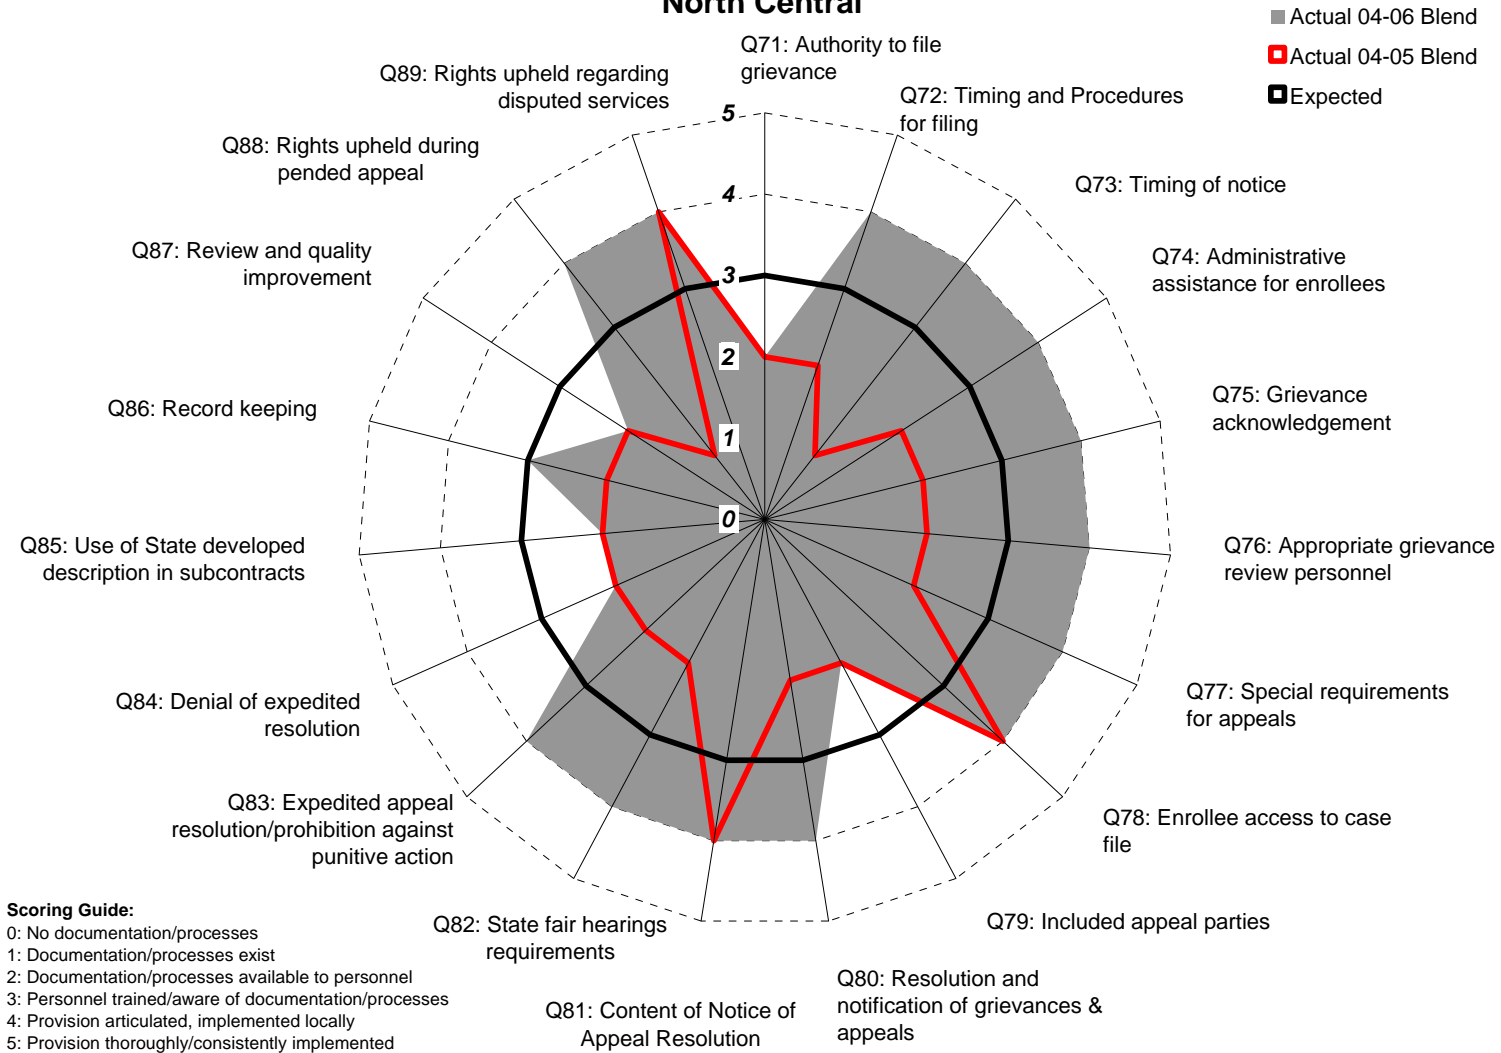 North Central
Actual 04-06 Blend
Actual 04-05 Blend
Expected
Q71: Authority to file
grievance
Q72: Timing and Procedures
for filing
Q73: Timing of notice
Q74: Administrative
assistance for enrollees
Q75: Grievance
acknowledgement
Q76: Appropriate grievance
review personnel
Q77: Special requirements
for appeals
Q78: Enrollee access to case
file
Q79: Included appeal parties
Q80: Resolution and
notification of grievances &
appeals
Q81: Content of Notice of
Appeal Resolution
Q82: State fair hearings
requirements
Q83: Expedited appeal
resolution/prohibition against
punitive action
Q84: Denial of expedited
resolution
Q85: Use of State developed
description in subcontracts
Q86: Record keeping
Q87: Review and quality
improvement
Q88: Rights upheld during
pended appeal
Q89: Rights upheld regarding
disputed services
5
4
3
2
1
0
Scoring Guide:
0: No documentation/processes
1: Documentation/processes exist
2: Documentation/processes available to personnel
3: Personnel trained/aware of documentation/processes
4: Provision articulated, implemented locally
5: Provision thoroughly/consistently implemented